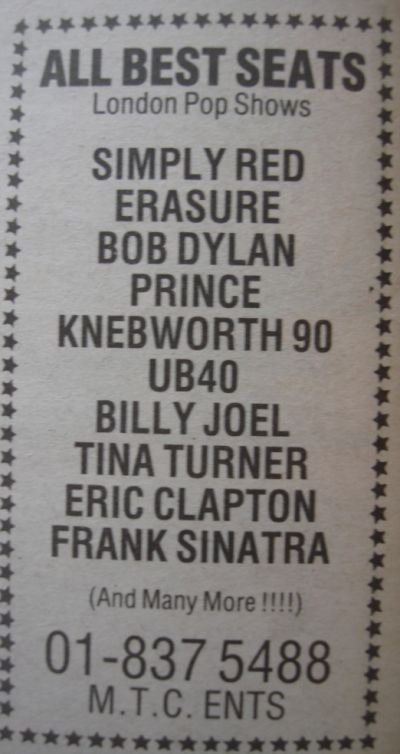 ALL BEST SEATS
London Pop Shows
SIMPLY RED
ERASURE
BOB DYLAN
PRINCE
KNEBWORTH 90
UB40
BILLY JOEL
TINA TURNER
ERIC CLAPTON
FRANK SINATRA
(And Many More !!!!)
01-837 5488
M.T.C. ENTS